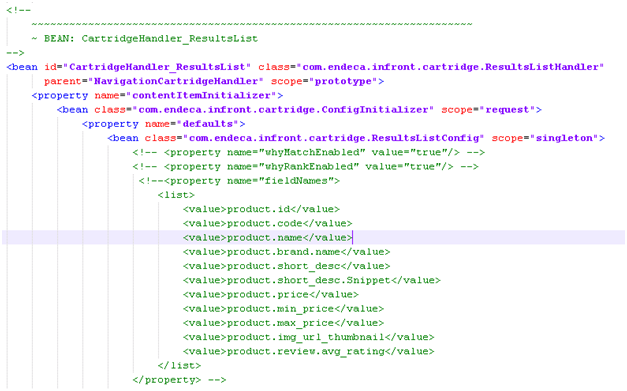 <!--
~~~~~~~~~~~~~~~~~~~~~~~~~~~~~~~~~~~~~~~~~~~~~~~~~~~~~~~~~~~~~~~~~~~~~~
~ BEAN: CartridgeHandler_ResultsList
-->
<bean id="CartridgeHandler_ResultsList" class="com.endeca.infront.cartridge.ResultsListHandler"
parent="NavigationCartridgeHandler" scope="prototype">
<property name="contentItemInitializer">
<bean class="com.endeca.infront.cartridge.ConfigInitializer" scope="request">
<property name="defaults">
<bean class="com.endeca.infront.cartridge.ResultsListConfig" scope="singleton">
<!-- <property name="whyMatchEnabled" value="true"/> -->
<!-- <property name="whyRankEnabled" value="true"/> -->
<!--<property name="fieldNames">
<list>
<value>product.id</value>
<value>product.code</value>
<value>product.name</value>
<value>product.brand.name</value>
<value>product.short_desc</value>
<value>product.short_desc.Snippet</value>
<value>product.price</value>
<value>product.min_price</value>
<value>product.max_price</value>
<value>product.img_url_thumbnail</value>
<value>product.review.avg_rating</value>
</list>
</property> -->